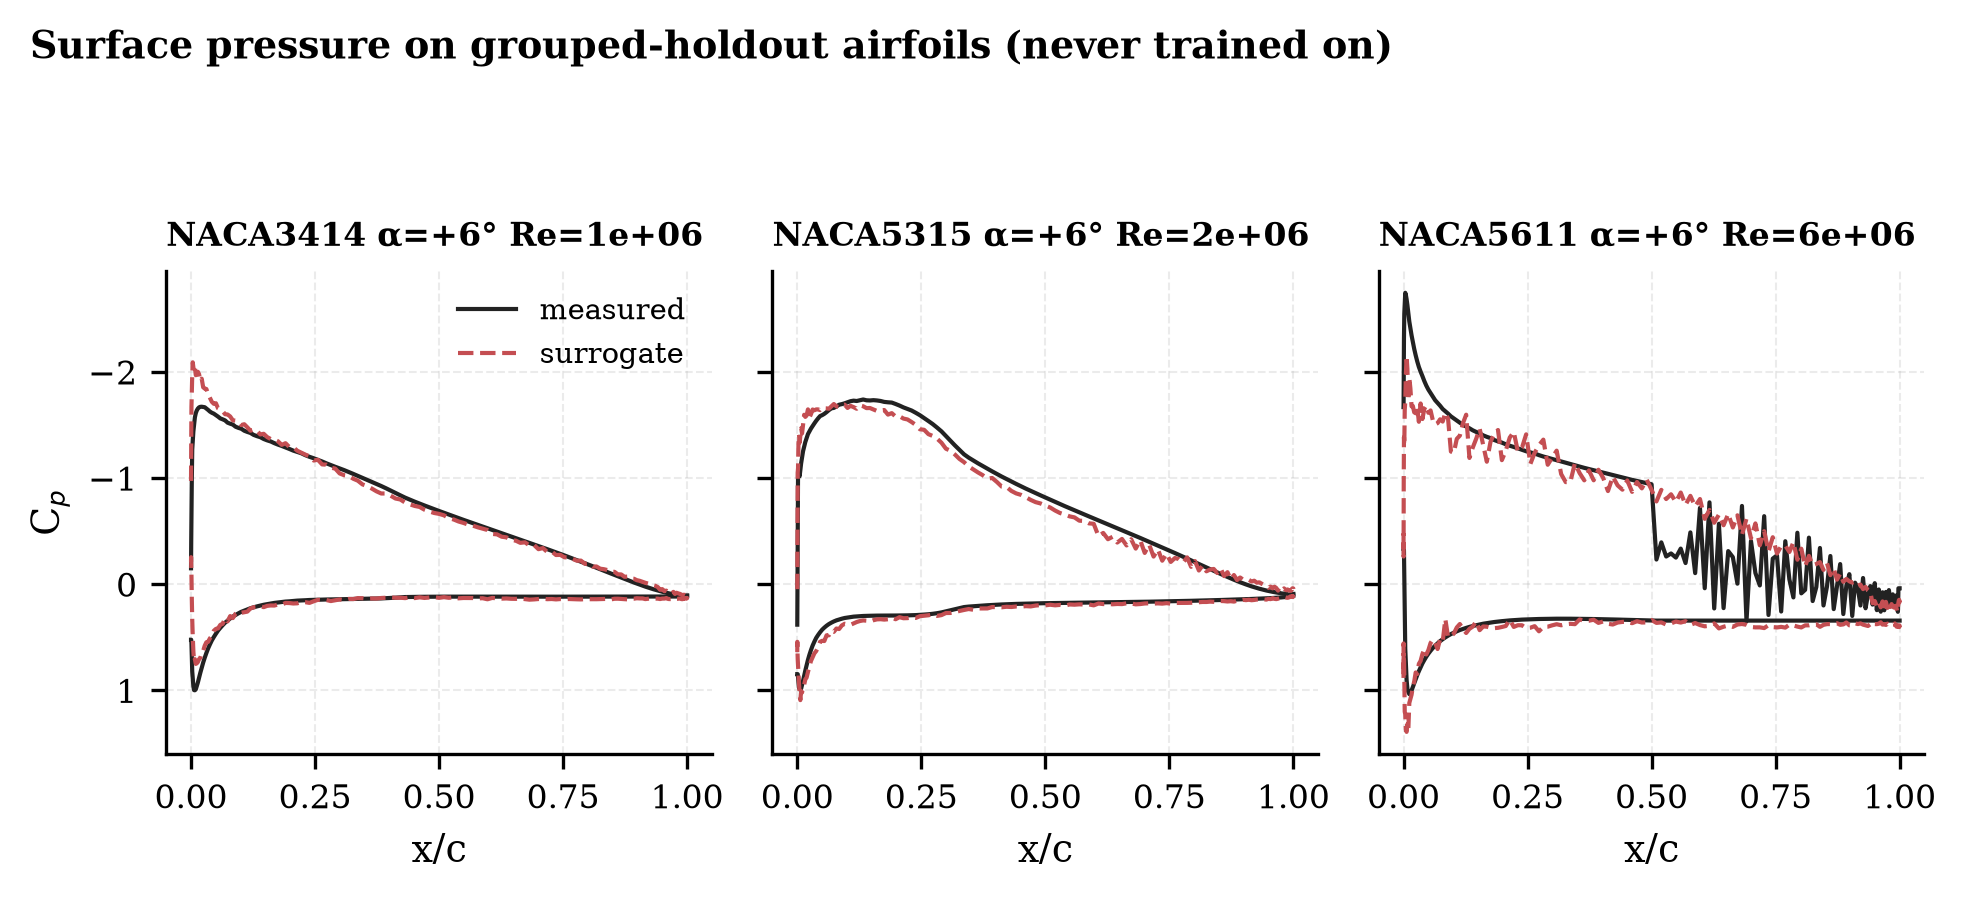 Surface pressure on grouped-holdout airfoils (never trained on)
NACA3414 α=+6° Re=1e+06
NACA5315 α=+6° Re=2e+06
NACA5611 α=+6° Re=6e+06
measured
surrogate
−2
−1
0
1
Cp
0.00 0.25 0.50 0.75 1.00
0.00 0.25 0.50 0.75 1.00
0.00 0.25 0.50 0.75 1.00
x/c
x/c
x/c